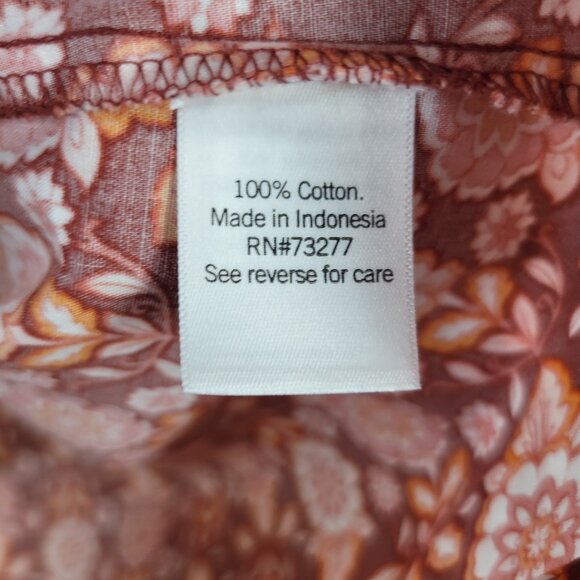 100% Cotton.
Made in Indonesia
RN#73277
See reverse for care